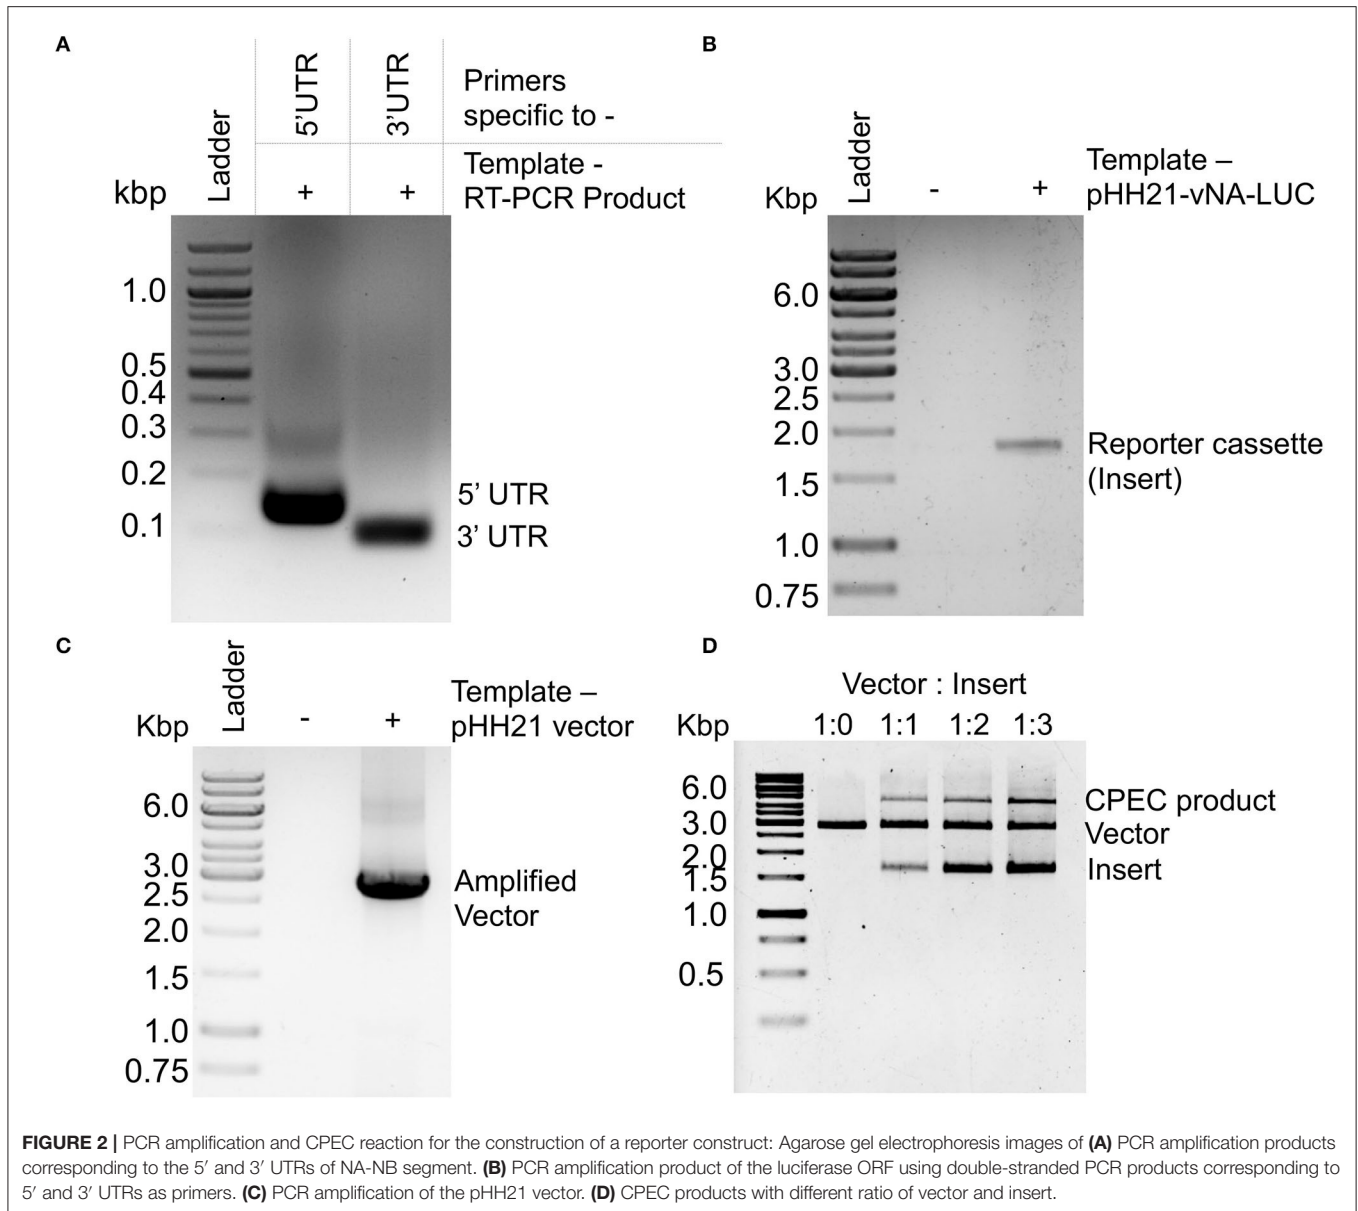 A
Ladder
5'UTR
3'UTR
Primers
specific to -
Template -
RT-PCR Product
kbp
+
+
1.0
0.5
0.4
0.3
0.2
0.1
5' UTR
3' UTR
B
Ladder
Template –
pHH21-vNA-LUC
Kbp
-
+
6.0
3.0
2.5
2.0
1.5
1.0
0.75
Reporter cassette
(Insert)
C
Ladder
Template –
pHH21 vector
Kbp
-
+
6.0
3.0
2.5
2.0
1.5
1.0
0.75
Amplified
Vector
D
Vector : Insert
Kbp 1:0 1:1 1:2 1:3
6.0
3.0
2.0
1.5
1.0
0.5
CPEC product
Vector
Insert
FIGURE 2 | PCR amplification and CPEC reaction for the construction of a reporter construct: Agarose gel electrophoresis images of (A) PCR amplification products
corresponding to the 5′ and 3′ UTRs of NA-NB segment. (B) PCR amplification product of the luciferase ORF using double-stranded PCR products corresponding to
5′ and 3′ UTRs as primers. (C) PCR amplification of the pHH21 vector. (D) CPEC products with different ratio of vector and insert.